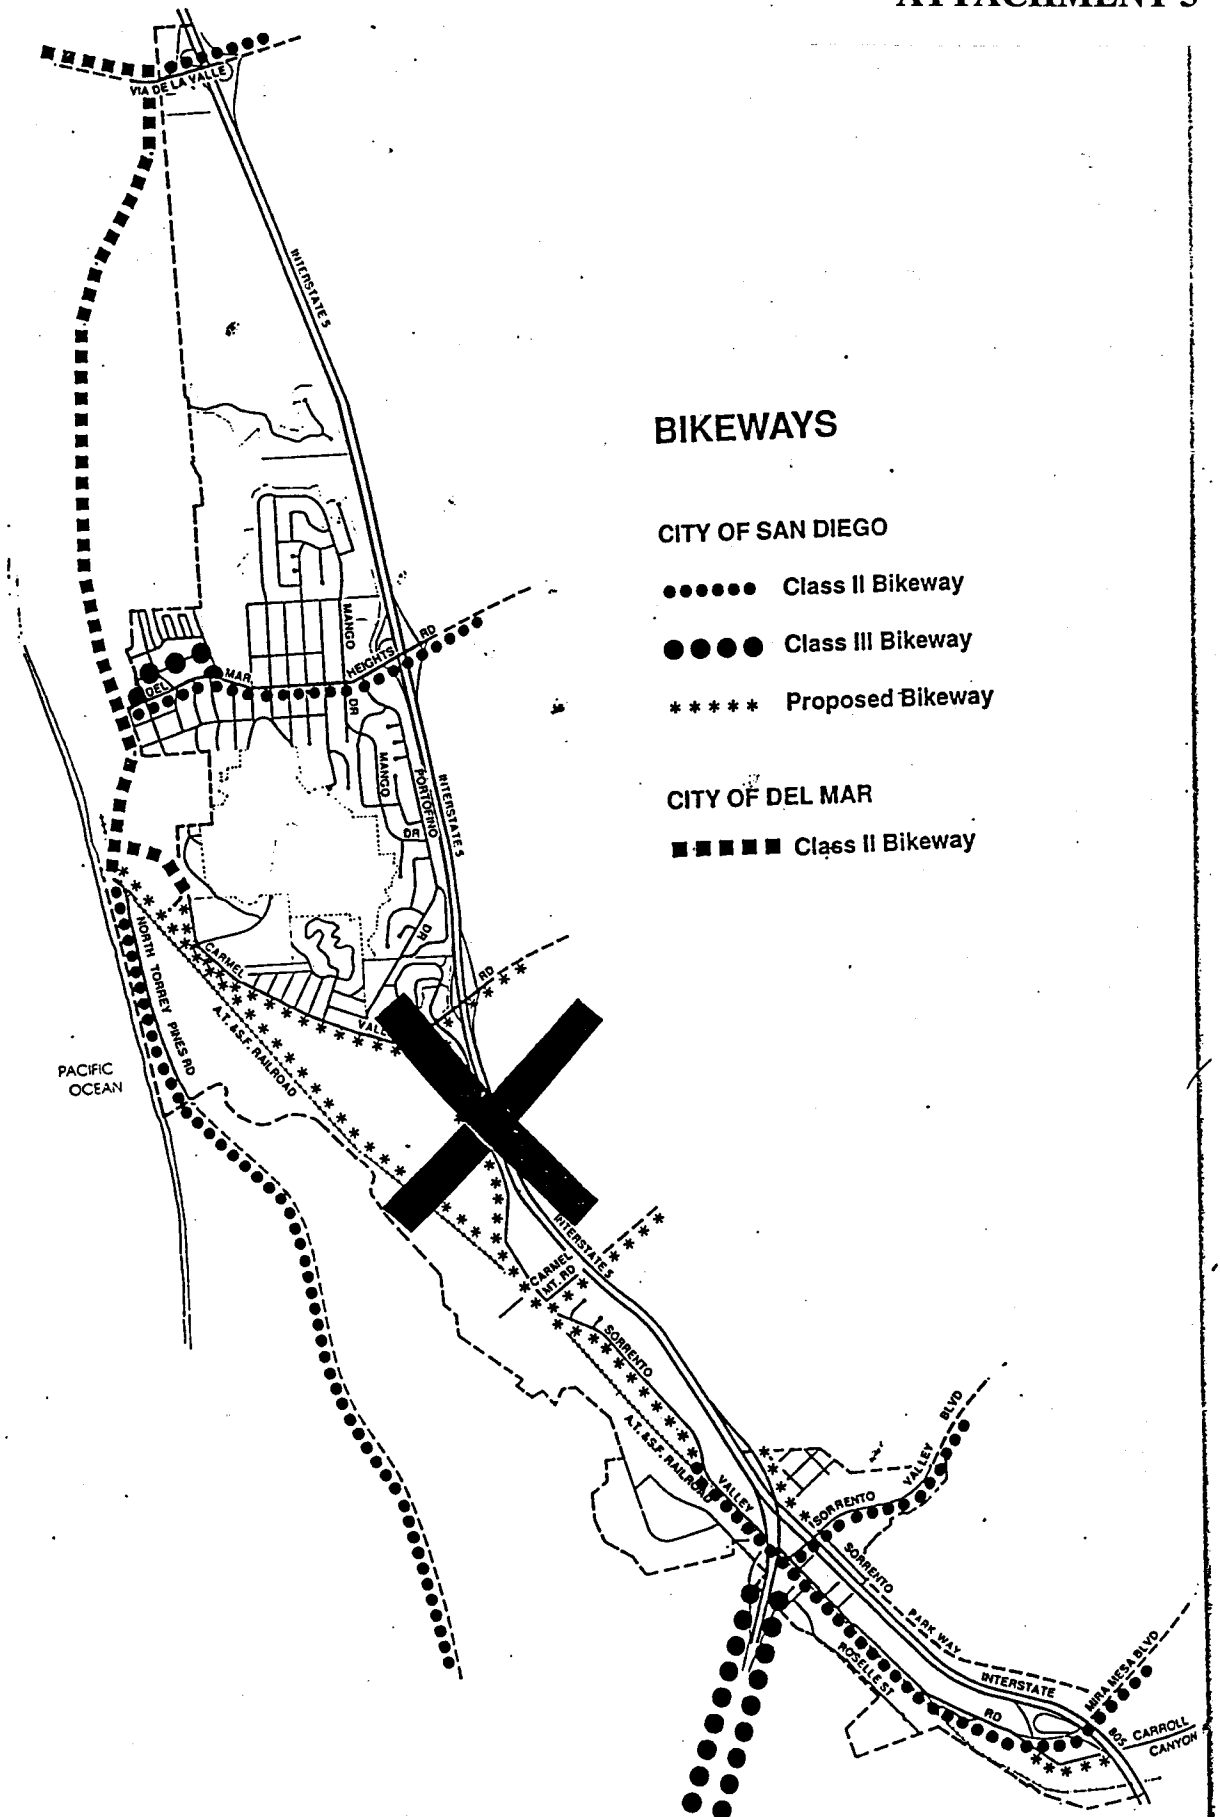 ATTACHMENT 3
VIA DE LA VALLE
INTERSTATE 5
BIKEWAYS
CITY OF SAN DIEGO
Class II Bikeway
Class III Bikeway
* * * * * Proposed Bikeway
CITY OF DEL MAR
Class II Bikeway
MANGO
DEL MAR HEIGHTS RD
DR
MANGO
PORTOFINO
INTERSTATE 5
DR
DR
RD
CARMEL
VALL
NORTH TORREY PINES RD
A.T. & S.F. RAILROAD
PACIFIC
OCEAN
INTERSTATE 5
CARMEL
MT. RD
SORRENTO
A.T. & S.F. RAILROAD
VALLEY
SORRENTO VALLEY BLVD
SORRENTO
PARK WAY
ROSELLE ST
RD
INTERSTATE
805
MIRA MESA BLVD
CARROLL
CANYON